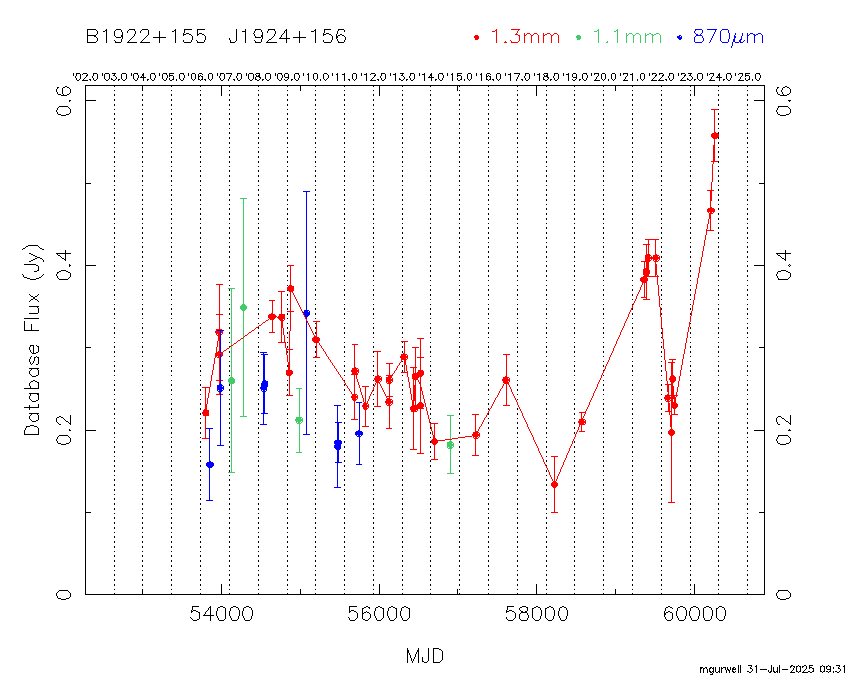 B1922+155 J1924+156 1.3mm 1.1mm 870μm
'02.0 '03.0 '04.0 '05.0 '06.0 '07.0 '08.0 '09.0 '10.0 '11.0 '12.0 '13.0 '14.0 '15.0 '16.0 '17.0 '18.0 '19.0 '20.0 '21.0 '22.0 '23.0 '24.0 '25.0
0.6 0.6
0.4 0.4
Database Flux (Jy)
0.2 0.2
0 0
54000 56000 58000 60000
MJD
mgurwell 31-Jul-2025 09:31